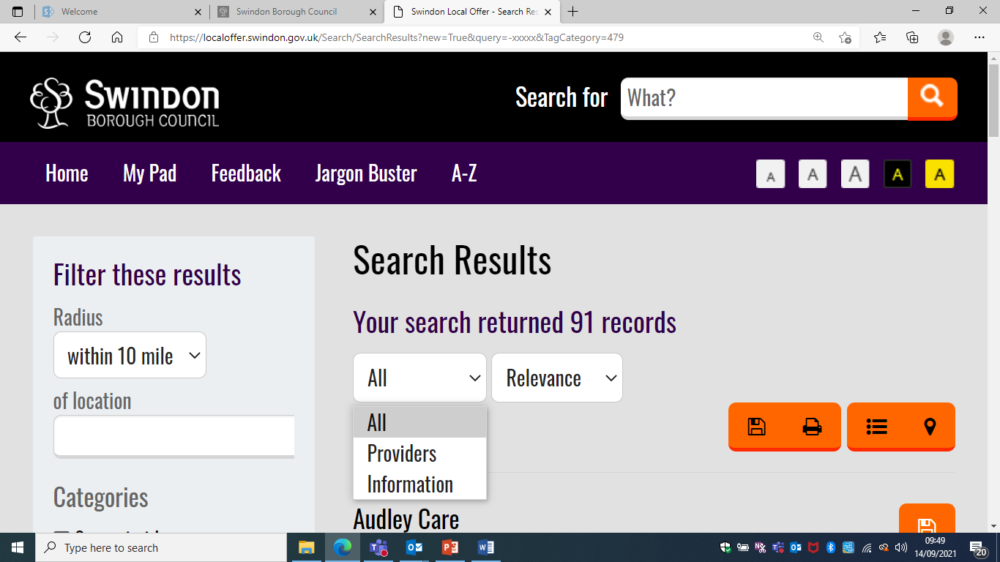 Welcome
Swindon Borough Council
Swindon Local Offer - Search Res
https://localoffer.swindon.gov.uk/Search/SearchResults?new=True&query=-xxxxx&TagCategory=479
SWINDON
BOROUGH COUNCIL
Search for
What?
Home
My Pad
Feedback
Jargon Buster
A-Z
A
A
A
A
A
Filter these results
Radius
within 10 mile
of location
Categories
Search Results
Your search returned 91 records
All
Relevance
All
Providers
Information
Audley Care
Type here to search
09:49
14/09/2021
20